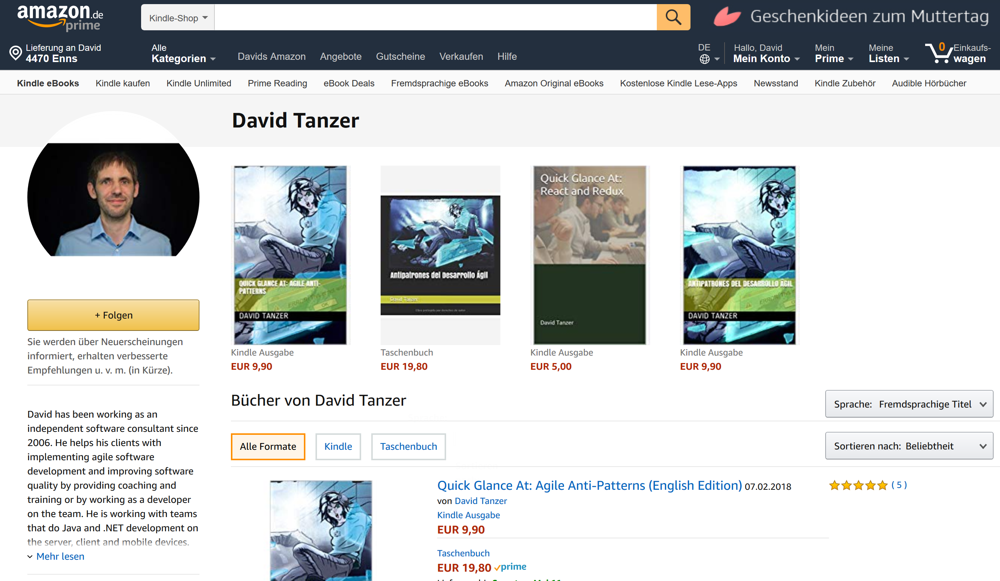 amazon.de
prime
Kindle-Shop
Geschenkideen zum Muttertag
Lieferung an David
4470 Enns
Alle
Kategorien
Davids Amazon Angebote Gutscheine Verkaufen Hilfe
DE
Hallo, David
Mein Konto
Mein
Prime
Meine
Listen
0
Einkaufs-
wagen
Kindle eBooks Kindle kaufen Kindle Unlimited Prime Reading eBook Deals Fremdsprachige eBooks Amazon Original eBooks Kostenlose Kindle Lese-Apps Newsstand Kindle Zubehör Audible Hörbücher
David Tanzer
QUICK GLANCE AT: AGILE ANTI-
PATTERNS
DAVID TANZER
Kindle Ausgabe
EUR 9,90
Antipatrones del Desarrollo Ágil
David Tanzer
Taschenbuch
EUR 19,80
Quick Glance At:
React and Redux
David Tanzer
Kindle Ausgabe
EUR 5,00
ANTIPATRONES DEL DESARROLLO ÁGIL
DAVID TANZER
Kindle Ausgabe
EUR 9,90
+ Folgen
Sie werden über Neuerscheinungen
informiert, erhalten verbesserte
Empfehlungen u. v. m. (in Kürze).
David has been working as an
independent software consultant since
2006. He helps his clients with
implementing agile software
development and improving software
quality by providing coaching and
training or by working as a developer
on the team. He is working with teams
that do Java and .NET development on
the server, client and mobile devices.
Mehr lesen
Bücher von David Tanzer
Sprache: Fremdsprachige Titel
Alle Formate Kindle Taschenbuch
Sortieren nach: Beliebtheit
Quick Glance At: Agile Anti-Patterns (English Edition) 07.02.2018
( 5 )
von David Tanzer
Kindle Ausgabe
EUR 9,90
Taschenbuch
EUR 19,80 prime